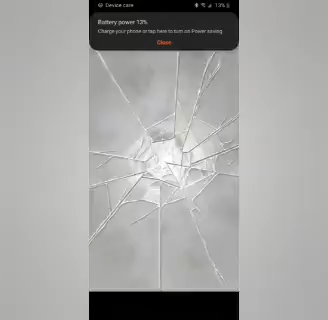 Device care
13%
Battery power 13%
Charge your phone or tap here to turn on Power saving.
Close